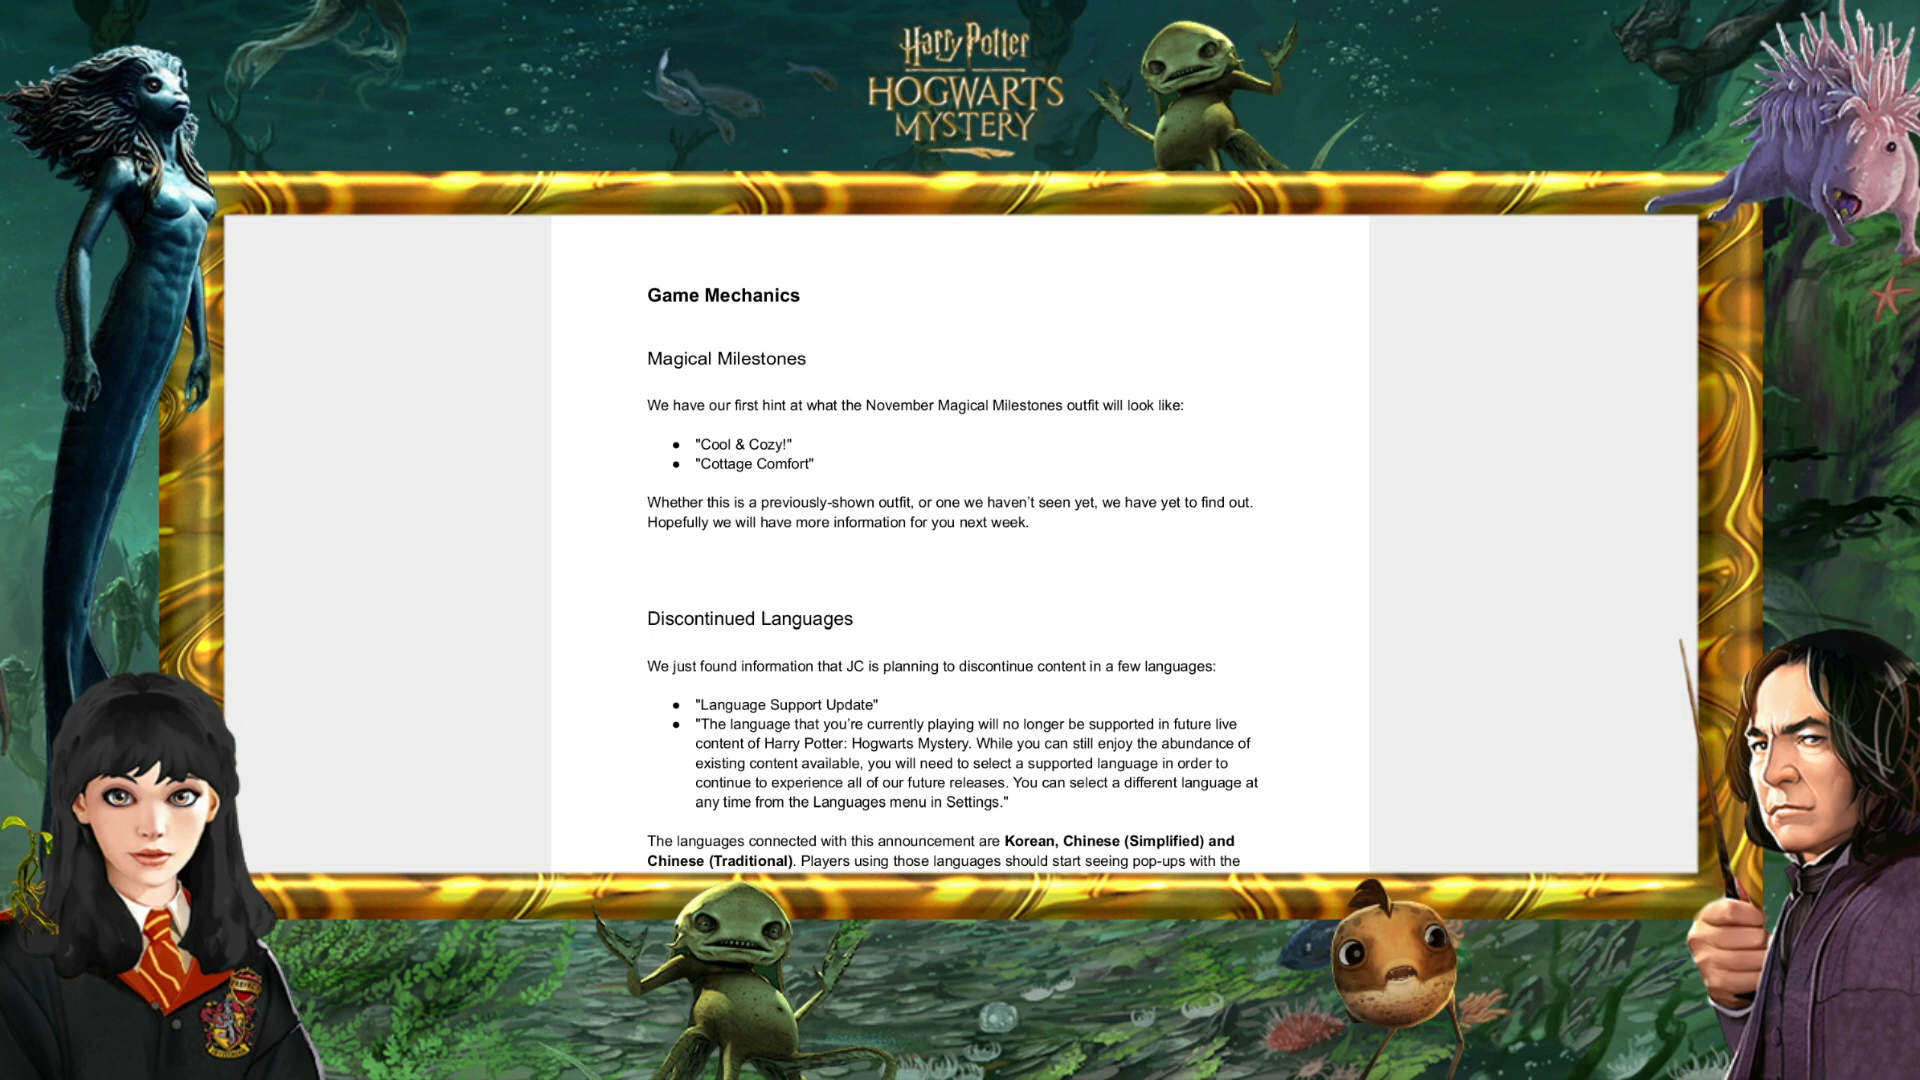 Harry Potter
HOGWARTS
MYSTERY
Game Mechanics
Magical Milestones
We have our first hint at what the November Magical Milestones outfit will look like:
● "Cool & Cozy!"
● "Cottage Comfort"
Whether this is a previously-shown outfit, or one we haven't seen yet, we have yet to find out.
Hopefully we will have more information for you next week.
Discontinued Languages
We just found information that JC is planning to discontinue content in a few languages:
● "Language Support Update"
● "The language that you're currently playing will no longer be supported in future live
content of Harry Potter: Hogwarts Mystery. While you can still enjoy the abundance of
existing content available, you will need to select a supported language in order to
continue to experience all of our future releases. You can select a different language at
any time from the Languages menu in Settings."
The languages connected with this announcement are Korean, Chinese (Simplified) and
Chinese (Traditional). Players using those languages should start seeing pop-ups with the
PREFECT